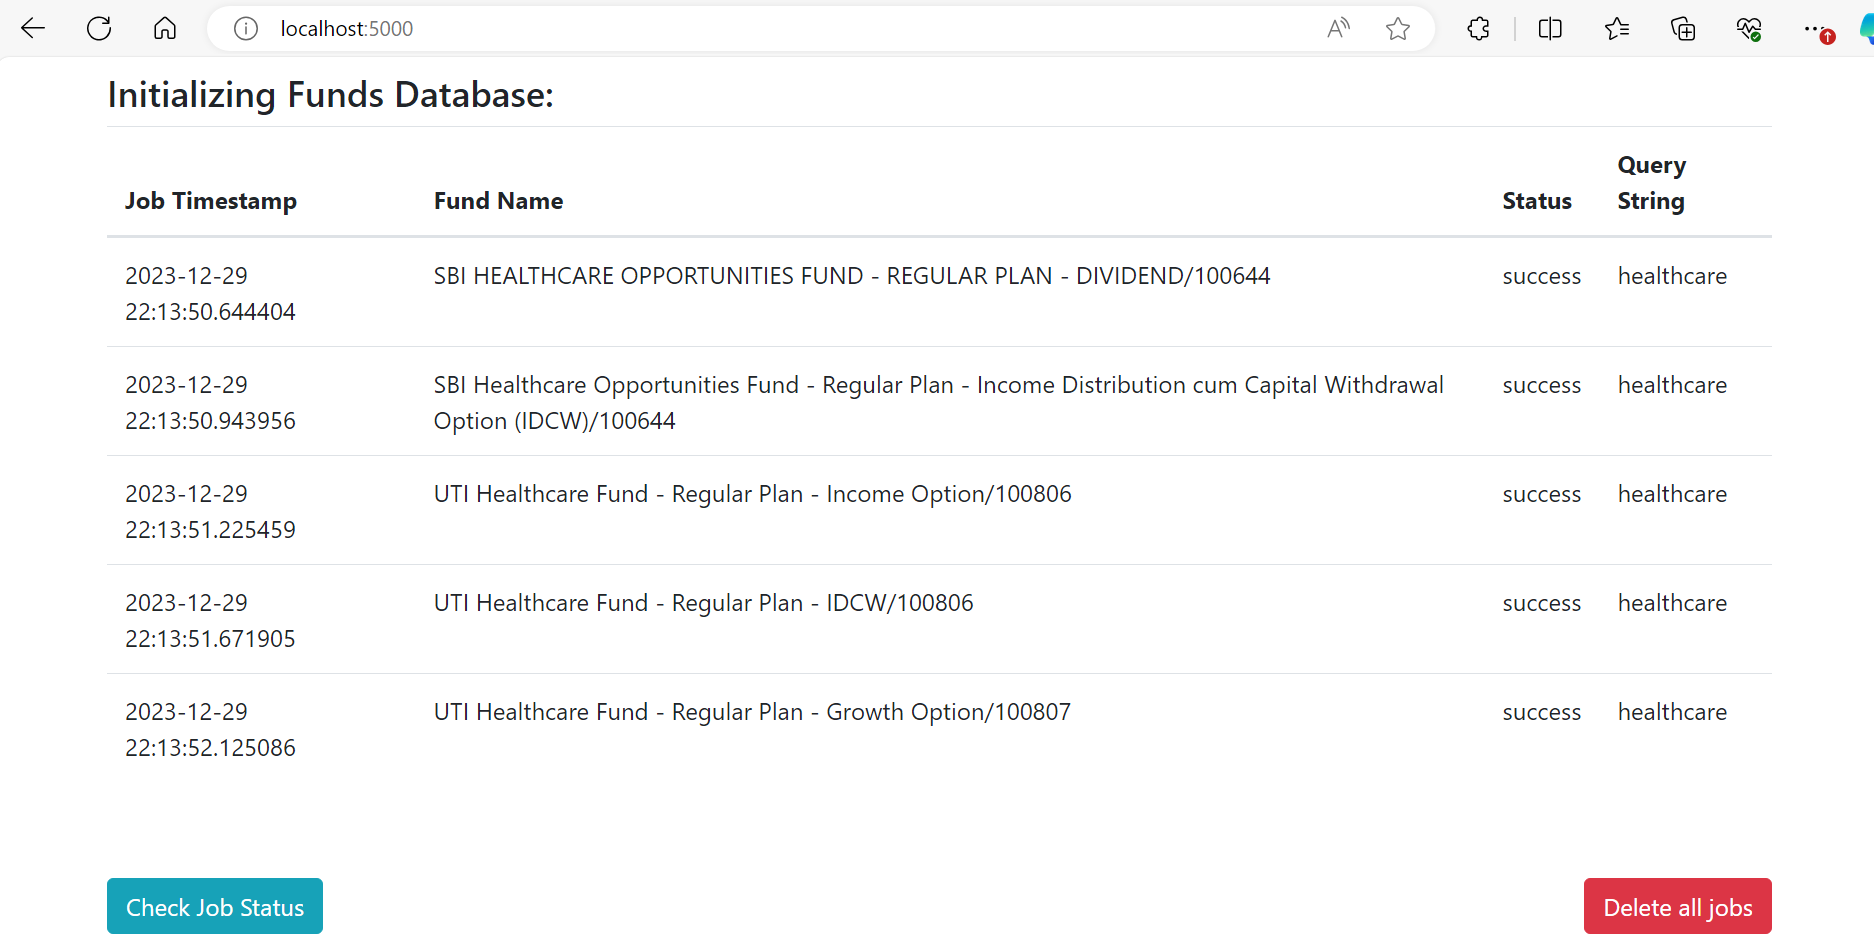 localhost:5000
Initializing Funds Database:
Job Timestamp Fund Name Status Query String
2023-12-29 22:13:50.644404 SBI HEALTHCARE OPPORTUNITIES FUND - REGULAR PLAN - DIVIDEND/100644 success healthcare
2023-12-29 22:13:50.943956 SBI Healthcare Opportunities Fund - Regular Plan - Income Distribution cum Capital Withdrawal Option (IDCW)/100644 success healthcare
2023-12-29 22:13:51.225459 UTI Healthcare Fund - Regular Plan - Income Option/100806 success healthcare
2023-12-29 22:13:51.671905 UTI Healthcare Fund - Regular Plan - IDCW/100806 success healthcare
2023-12-29 22:13:52.125086 UTI Healthcare Fund - Regular Plan - Growth Option/100807 success healthcare
Check Job Status Delete all jobs